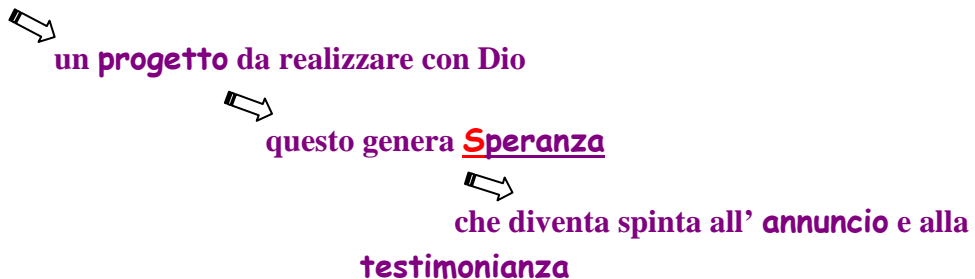 un progetto da realizzare con Dio
questo genera Speranza
che diventa spinta all’ annuncio e alla
testimonianza